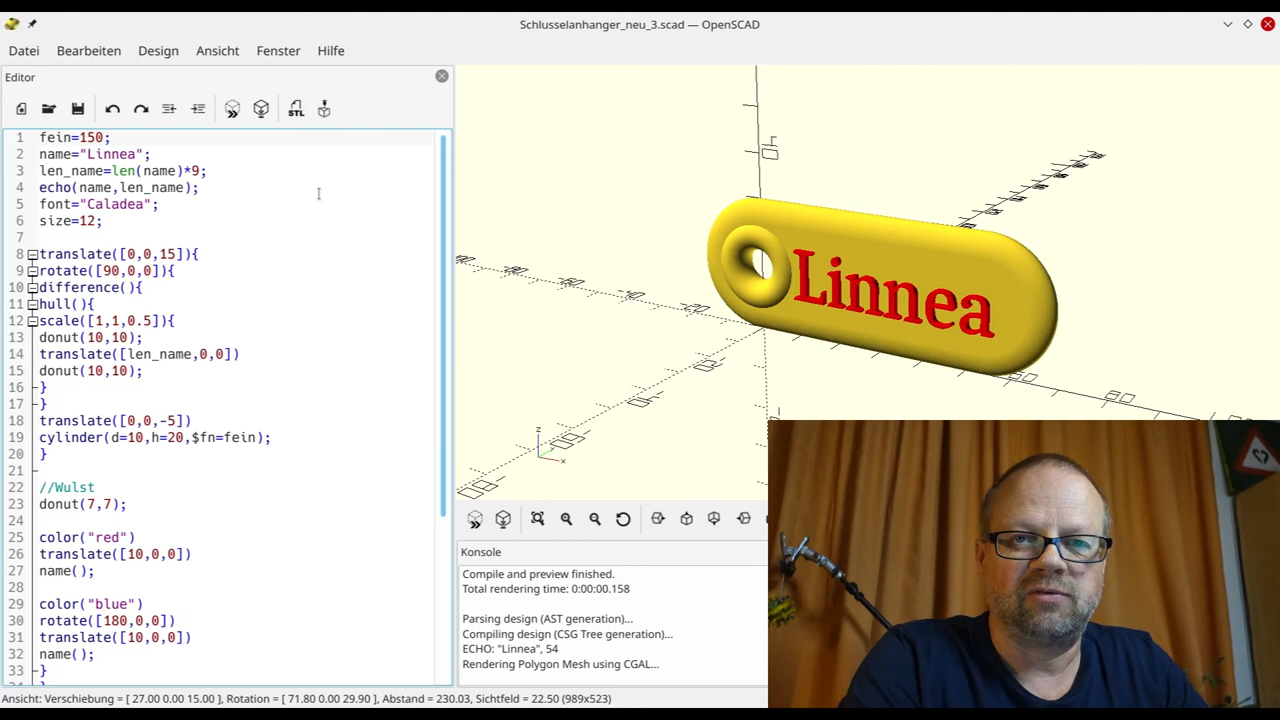 Schlusselanhanger_neu_3.scad — OpenSCAD
Datei Bearbeiten Design Ansicht Fenster Hilfe
Editor
STL
1 fein=150;
2 name="Linnea";
3 len_name=len(name)*9;
4 echo(name,len_name);
5 font="Caladea";
6 size=12;
7
8 translate([0,0,15]){
9 rotate([90,0,0]){
10 difference(){
11 hull(){
12 scale([1,1,0.5]){
13 donut(10,10);
14 translate([len_name,0,0])
15 donut(10,10);
16 }
17 }
18 translate([0,0,-5])
19 cylinder(d=10,h=20,$fn=fein);
20 }
21
22 //Wulst
23 donut(7,7);
24
25 color("red")
26 translate([10,0,0])
27 name();
28
29 color("blue")
30 rotate([180,0,0])
31 translate([10,0,0])
32 name();
33 }
Linnea
z
x
Konsole
Compile and preview finished.
Total rendering time: 0:00:00.158
Parsing design (AST generation)...
Compiling design (CSG Tree generation)...
ECHO: "Linnea", 54
Rendering Polygon Mesh using CGAL...
Ansicht: Verschiebung = [ 27.00 0.00 15.00 ], Rotation = [ 71.80 0.00 29.90 ], Abstand = 230.03, Sichtfeld = 22.50 (989x523)